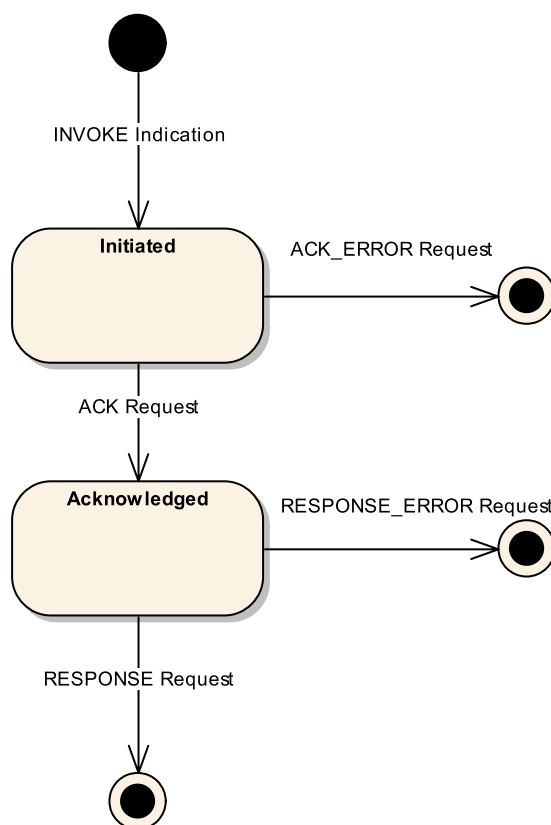 INVOKE Indication
Initiated
ACK_ERROR Request
ACK Request
Acknowledged
RESPONSE_ERROR Request
RESPONSE Request